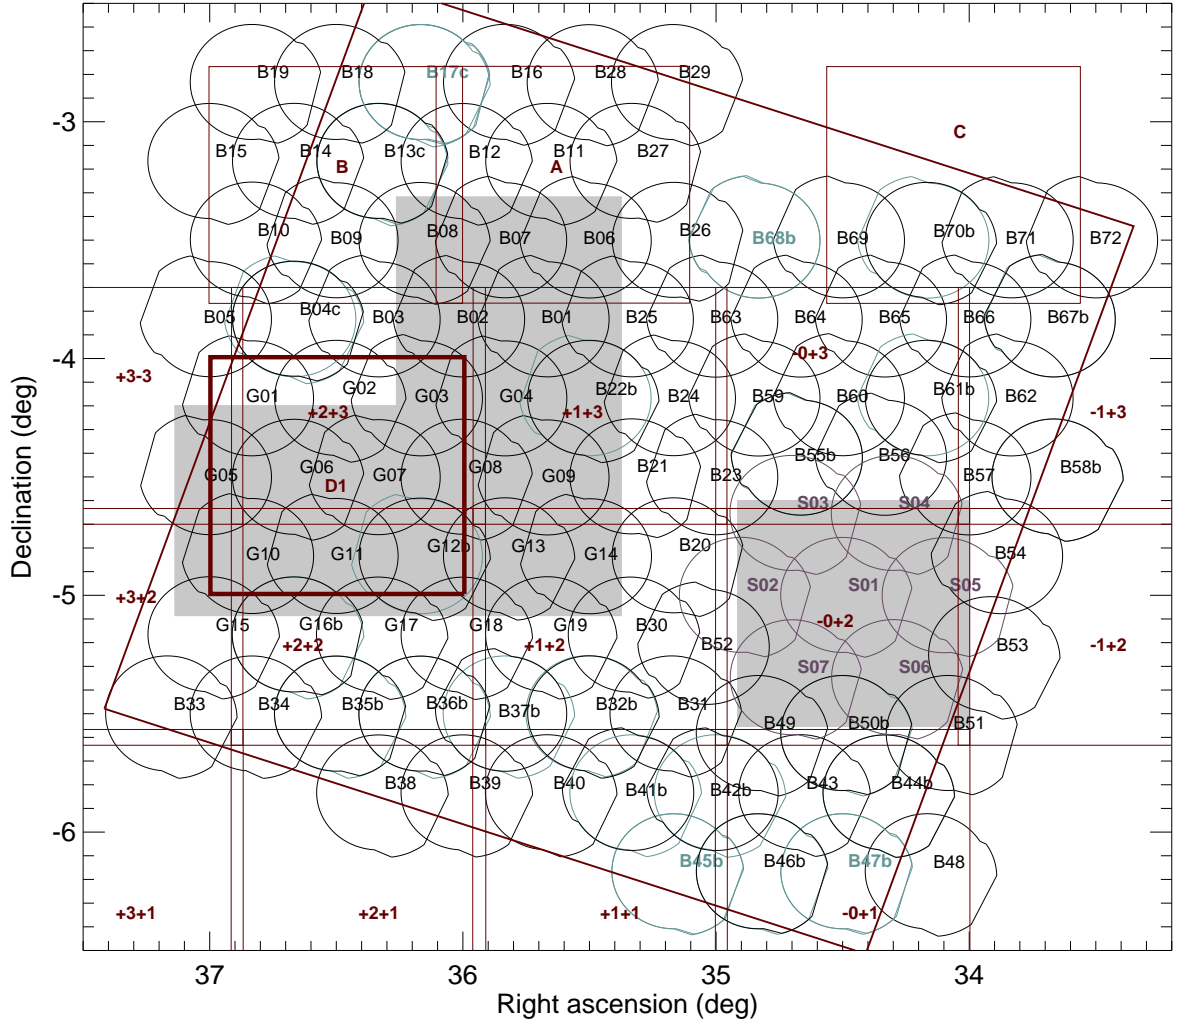 B19 B18 B17c B16 B28 B29
-3
C
B15 B14 B13c B12 B11 B27
B A
B10 B09 B08 B07 B06 B26 B68b B69 B70b B71 B72
B05 B04c B03 B02 B01 B25 B63 B64 B65 B66 B67b
-4
-0+3
+3-3
G01 G02 G03 G04 B22b B24 B59 B60 B61b B62
+2+3 +1+3 -1+3
G05 G06 G07 G08 G09 B21 B23 B55b B56 B57 B58b
D1
S03 S04
G10 G11 G12b G13 G14 B20 B54
-5
+3+2
S02 S01 S05
-0+2
G15 G16b G17 G18 G19 B30 B52 B53
+2+2 +1+2 -1+2
S07 S06
B33 B34 B35b B36b B37b B32b B31 B49 B50b B51
B38 B39 B40 B41b B42b B43 B44b
-6
B45b B46b B47b B48
+3+1 +2+1 +1+1 -0+1
37 36 35 34
Right ascension (deg)
Declination (deg)